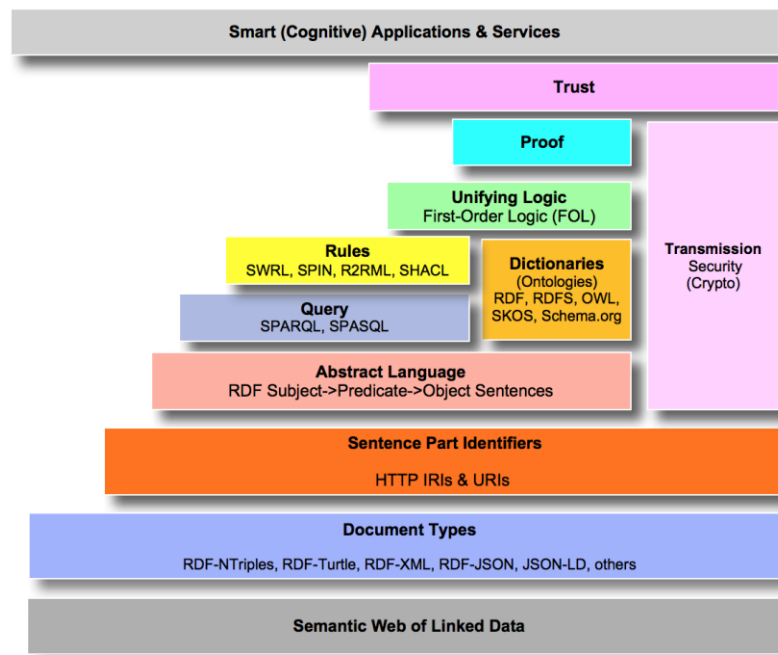 Smart (Cognitive) Applications & Services
Trust
Proof
Unifying Logic
First-Order Logic (FOL)
Transmission
Security
(Crypto)
Rules
SWRL, SPIN, R2RML, SHACL
Dictionaries
(Ontologies)
RDF, RDFS, OWL,
SKOS, Schema.org
Query
SPARQL, SPASQL
Abstract Language
RDF Subject->Predicate->Object Sentences
Sentence Part Identifiers
HTTP IRIs & URIs
Document Types
RDF-NTriples, RDF-Turtle, RDF-XML, RDF-JSON, JSON-LD, others
Semantic Web of Linked Data